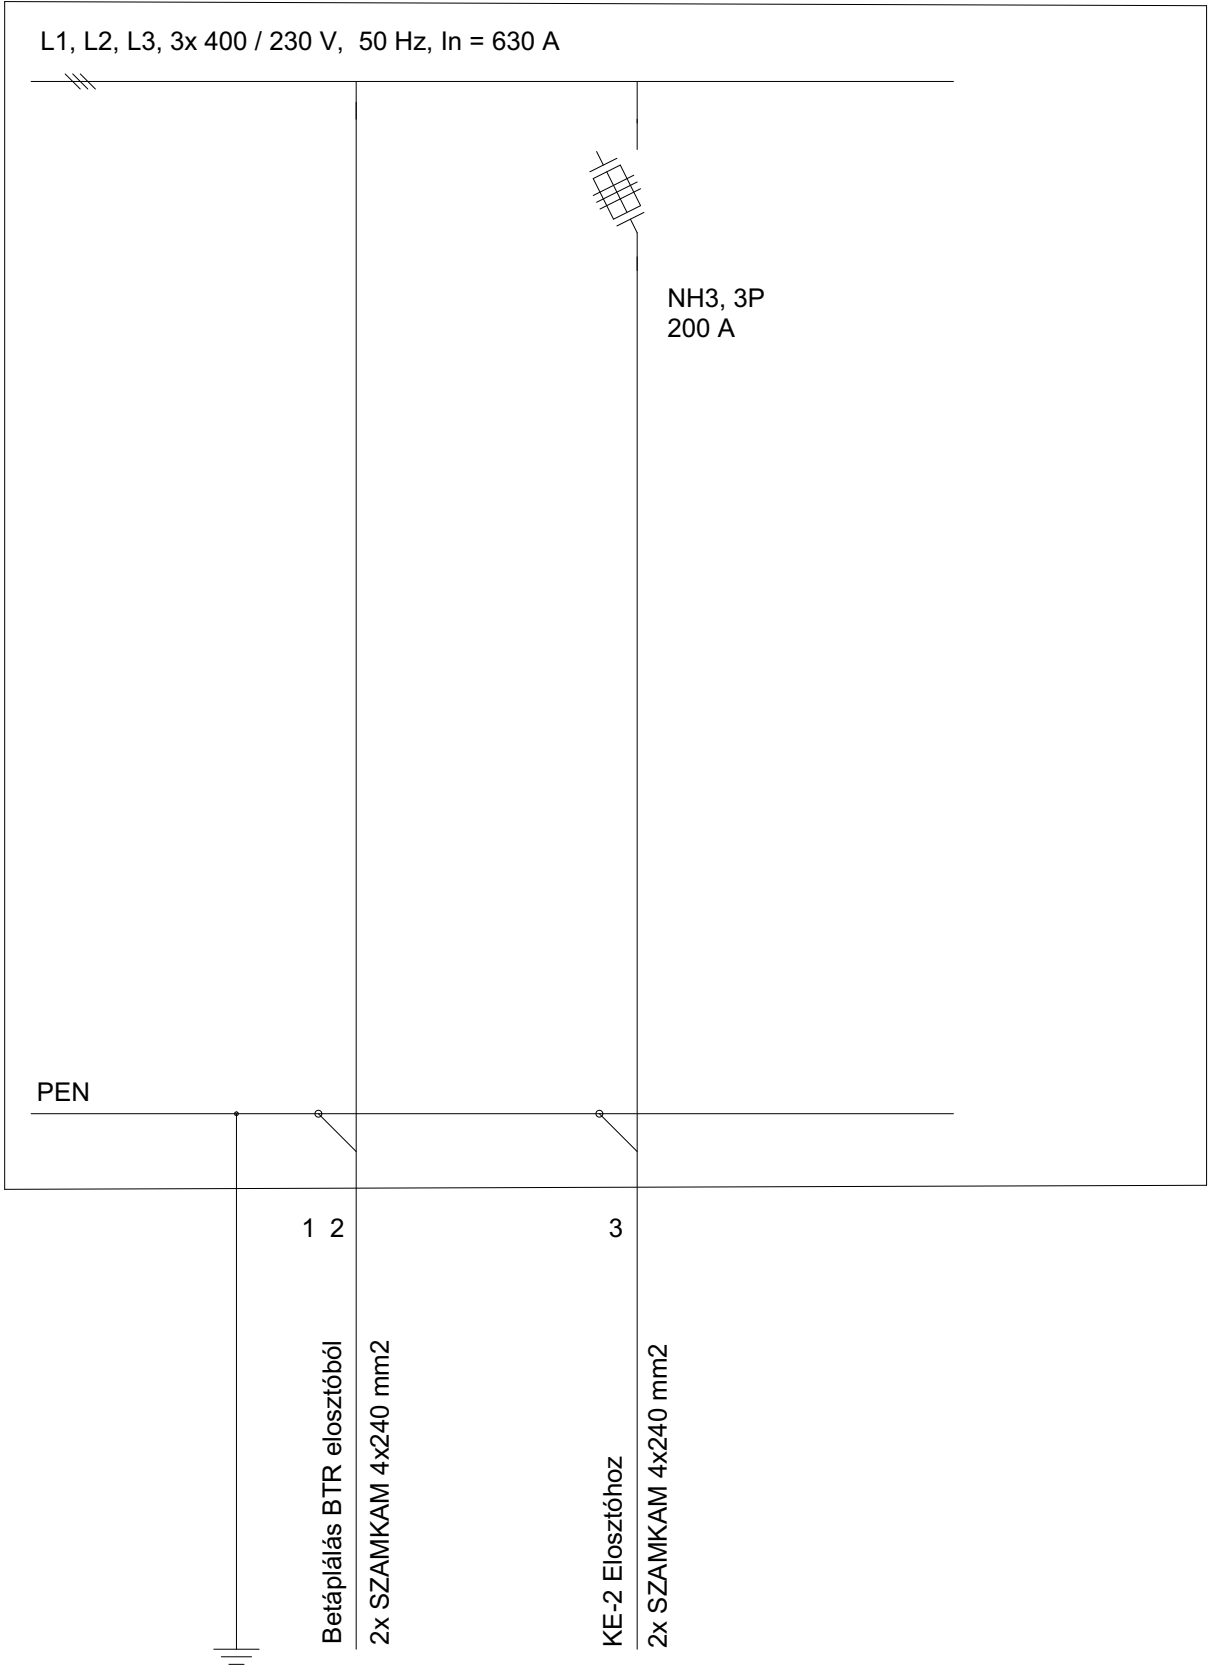 L1, L2, L3, 3x 400 / 230 V,  50 Hz, In = 630 A
NH3, 3P
200 A
PEN
1  2
3
Betáplálás BTR elosztóból
2x SZAMKAM 4x240 mm2
KE-2 Elosztóhoz
2x SZAMKAM 4x240 mm2